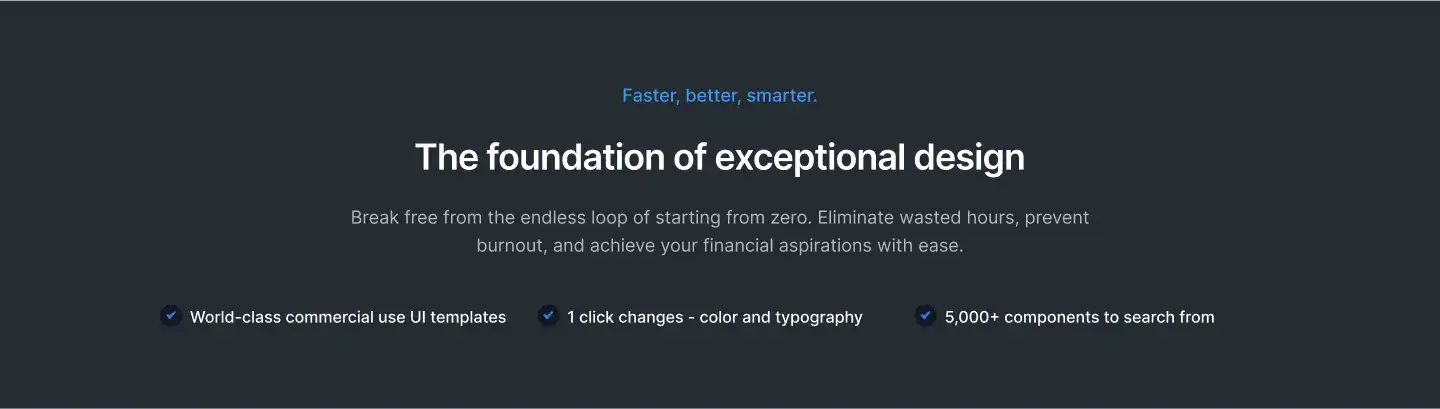 Faster, better, smarter.
The foundation of exceptional design
Break free from the endless loop of starting from zero. Eliminate wasted hours, prevent
burnout, and achieve your financial aspirations with ease.
World-class commercial use UI templates
1 click changes - color and typography
5,000+ components to search from